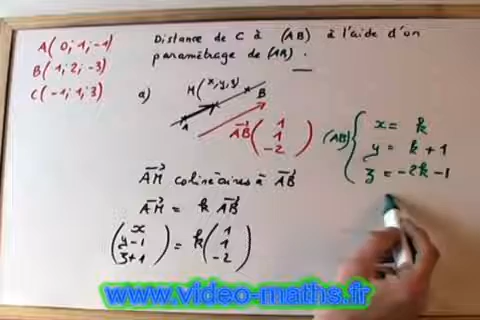 A(0;1;-1)
B(1;2;-3)
C(-1;1;3)
Distance de C à (AB) à l'aide d'un
paramétrage de (AB).
a)
M(x,y,z)
B
A
AB→ ( 1
1
-2 )
(AB) { x = k
y = k + 1
z = -2k - 1
AM→ colinéaires à AB→
AM→ = k AB→
( x
y-1
z+1 ) = k ( 1
1
-2 )
www.video-maths.fr